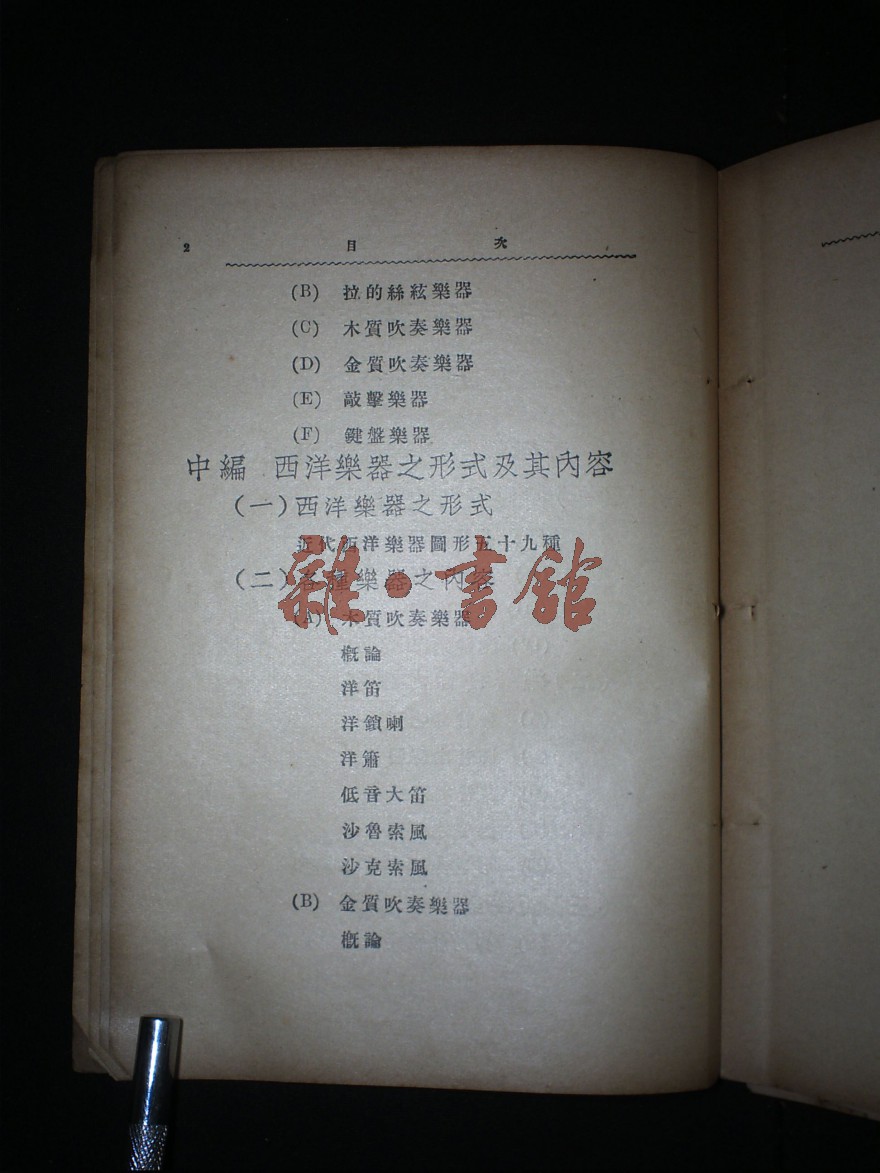 2 目 次
(B) 拉的絲絃樂器
(C) 木質吹奏樂器
(D) 金質吹奏樂器
(E) 敲擊樂器
(F) 鍵盤樂器
中編 西洋樂器之形式及其內容
(一)西洋樂器之形式
近代西洋樂器圖形五十九種
(二)各種樂器之內容
雜·書館
(A) 木質吹奏樂器
概論
洋笛
洋鎖喇
洋簫
低音大笛
沙魯索風
沙克索風
(B) 金質吹奏樂器
概論